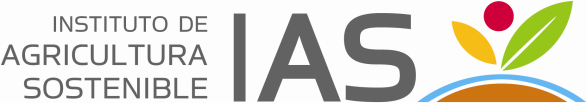 INSTITUTO DE
AGRICULTURA
SOSTENIBLE
IAS